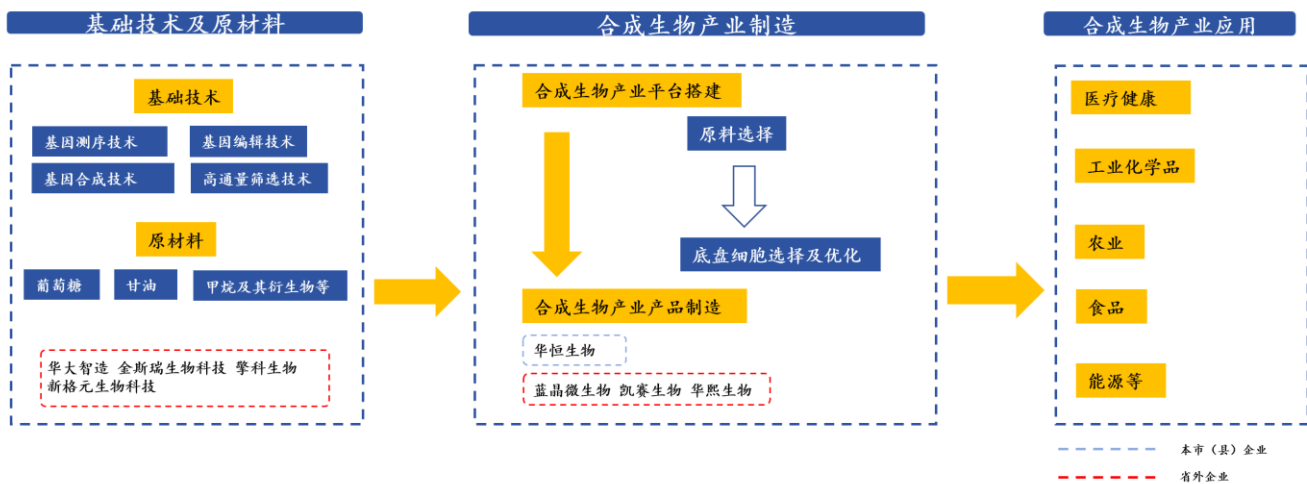 基础技术及原材料
基础技术
基因测序技术
基因编辑技术
基因合成技术
高通量筛选技术
原材料
葡萄糖
甘油
甲烷及其衍生物等
华大智造 金斯瑞生物科技 擎科生物
新格元生物科技
合成生物产业制造
合成生物产业平台搭建
原料选择
底盘细胞选择及优化
合成生物产业产品制造
华恒生物
蓝晶微生物 凯赛生物 华熙生物
合成生物产业应用
医疗健康
工业化学品
农业
食品
能源等
本市（县）企业
省外企业